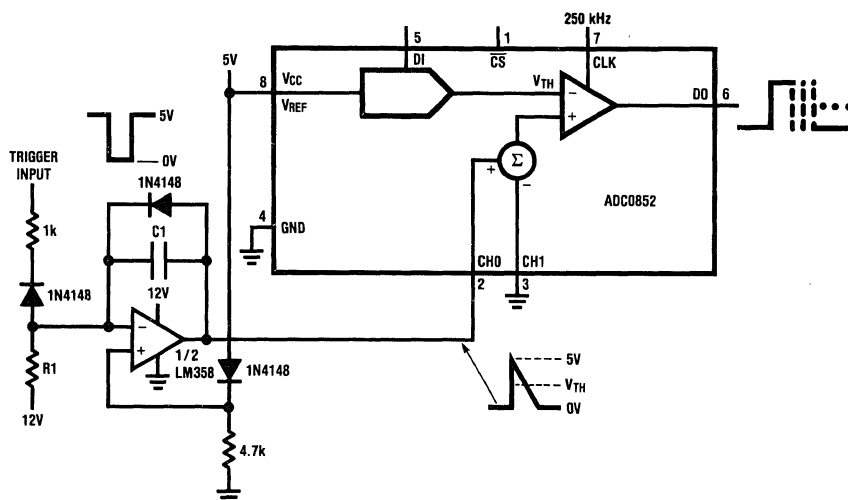 250 kHz
5 1 7
DI CS CLK
5V
8 VCC
VREF
VTH
−
+
DO 6
5V
0V
TRIGGER
INPUT
1N4148
1k
C1
4 GND
+ Σ −
ADC0852
1N4148
12V
−
+
1/2
LM358
1N4148
CH0 CH1
2 3
R1
12V
4.7k
5V
VTH
0V